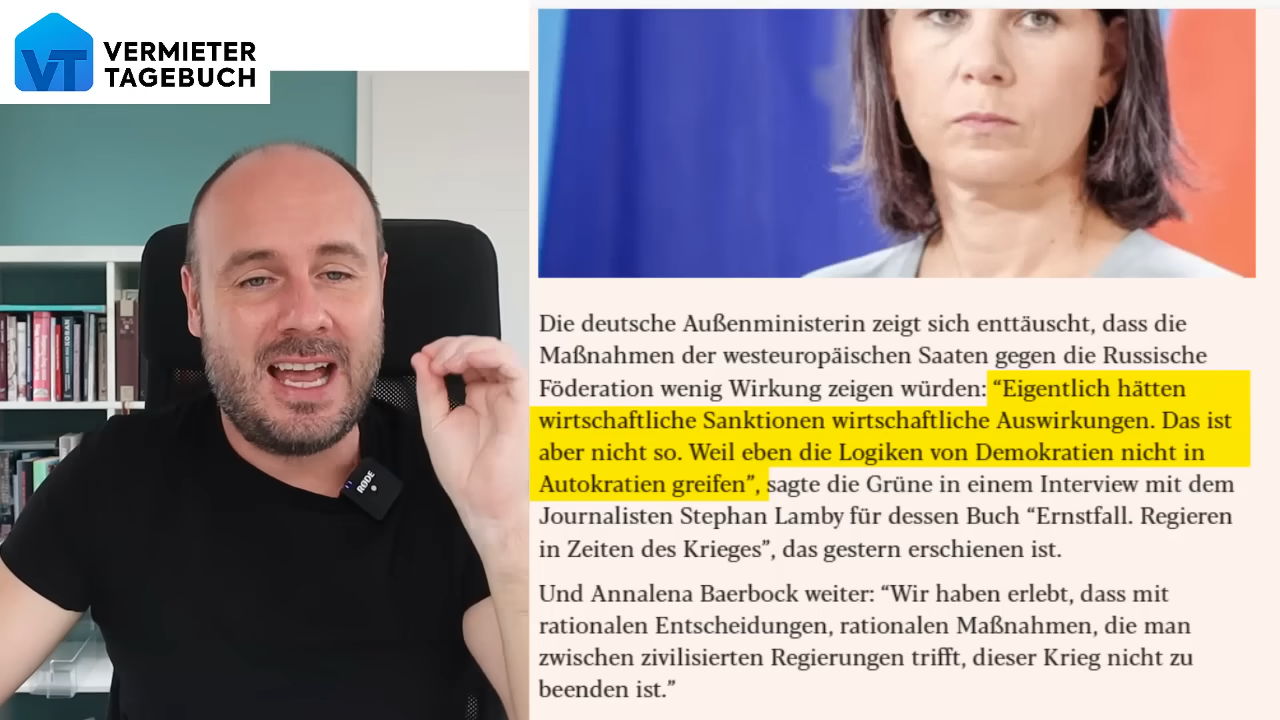 VT VERMIETER
TAGEBUCH
RØDE
Die deutsche Außenministerin zeigt sich enttäuscht, dass die
Maßnahmen der westeuropäischen Saaten gegen die Russische
Föderation wenig Wirkung zeigen würden: “Eigentlich hätten
wirtschaftliche Sanktionen wirtschaftliche Auswirkungen. Das ist
aber nicht so. Weil eben die Logiken von Demokratien nicht in
Autokratien greifen”, sagte die Grüne in einem Interview mit dem
Journalisten Stephan Lamby für dessen Buch “Ernstfall. Regieren
in Zeiten des Krieges”, das gestern erschienen ist.
Und Annalena Baerbock weiter: “Wir haben erlebt, dass mit
rationalen Entscheidungen, rationalen Maßnahmen, die man
zwischen zivilisierten Regierungen trifft, dieser Krieg nicht zu
beenden ist.”